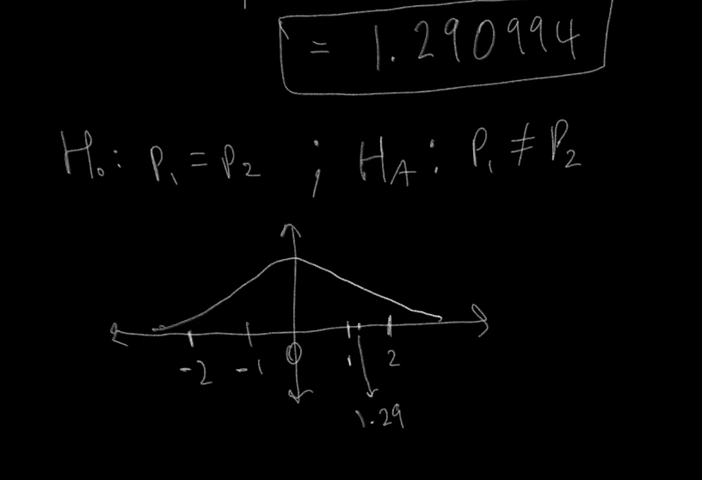 = 1.290994
H₀: P₁ = P₂ ; H_A: P₁ ≠ P₂
-2 -1 0 1 2
1.29